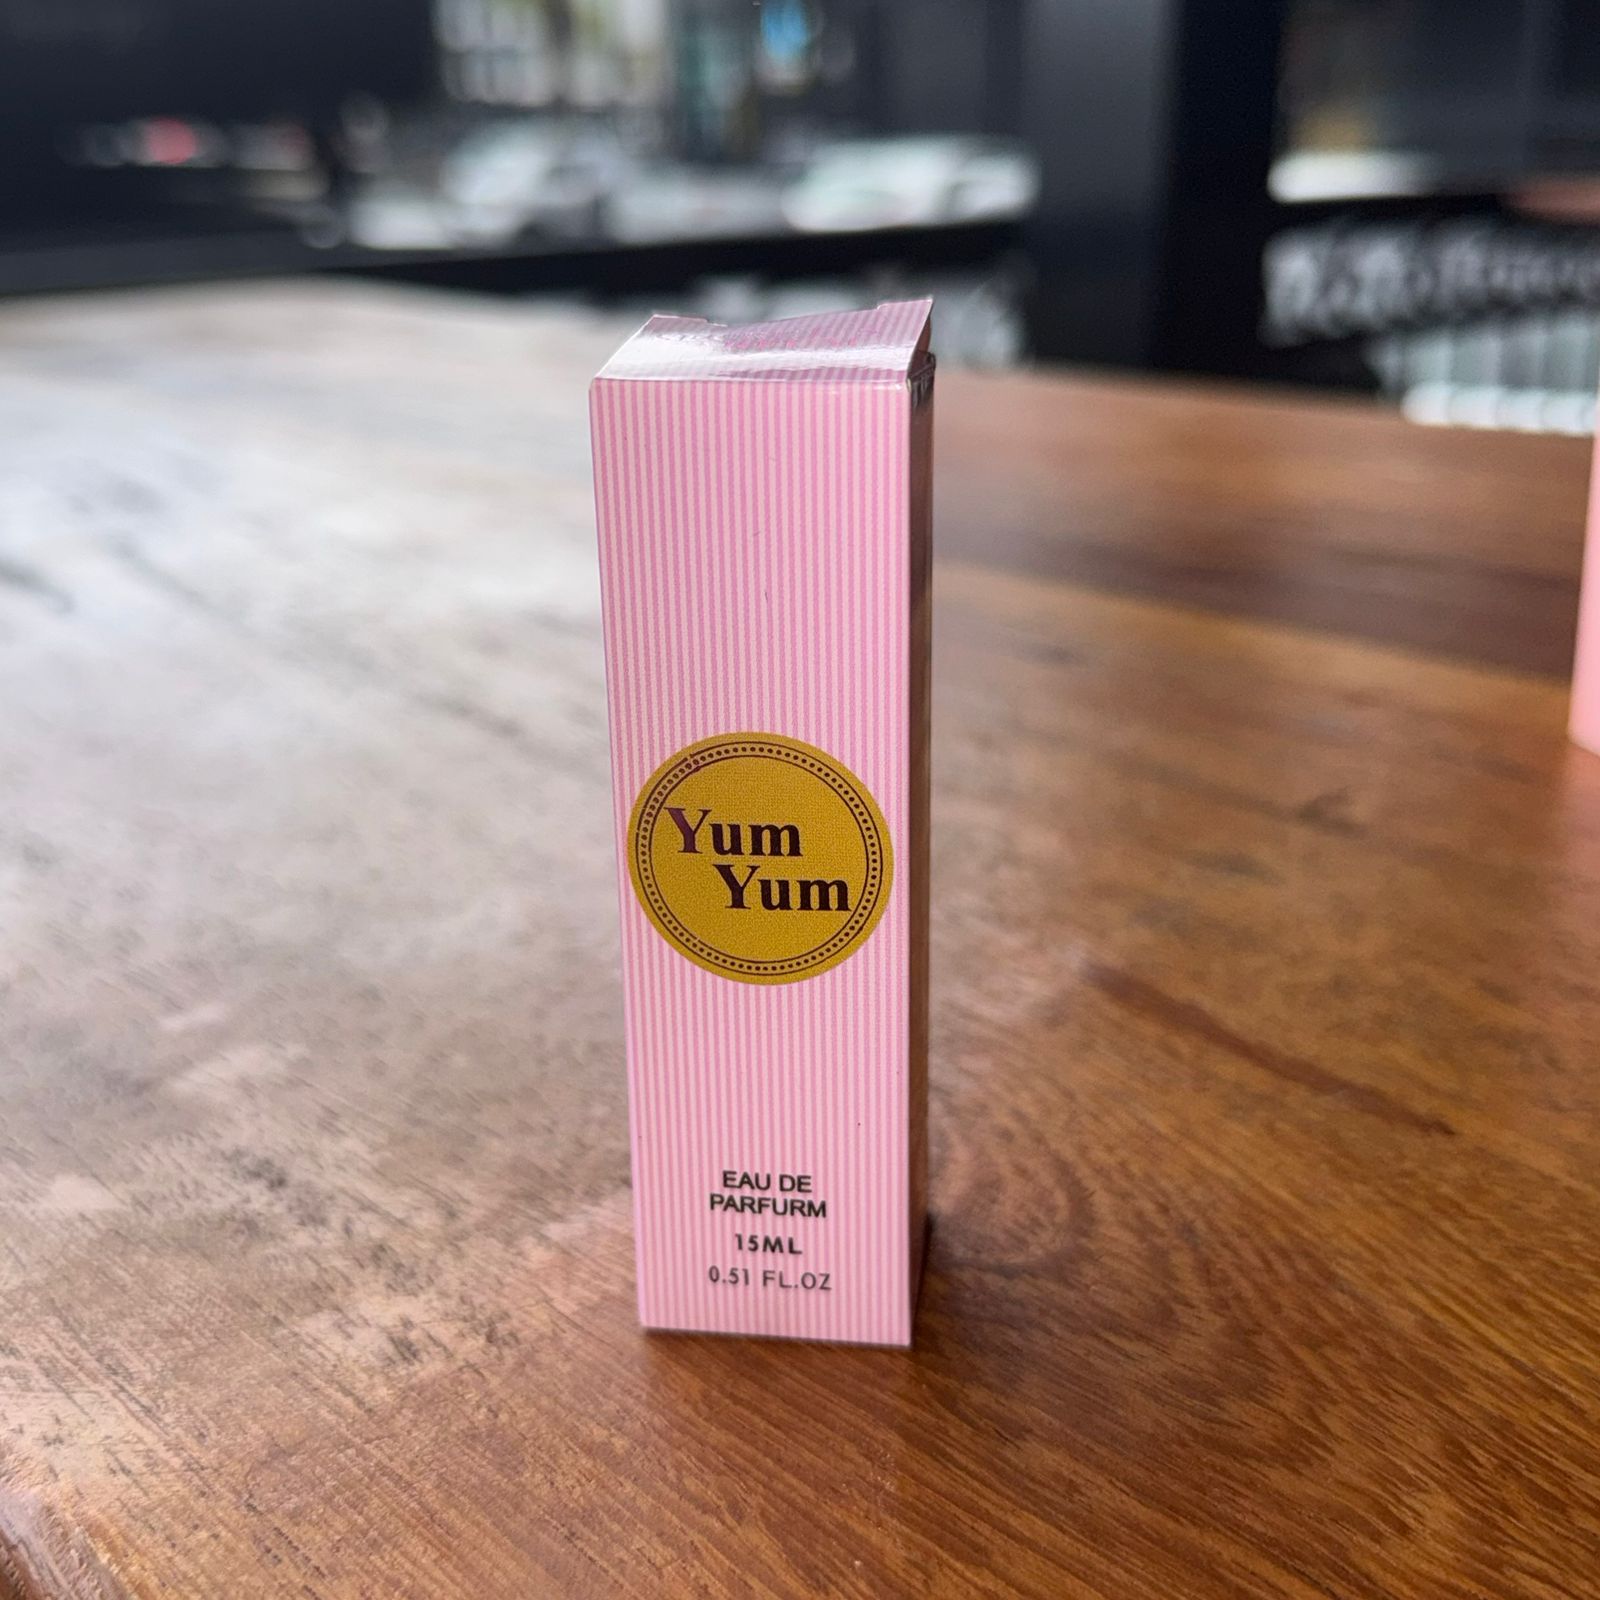 Yum
Yum
EAU DE
PARFURM
15ML
0.51 FL.OZ